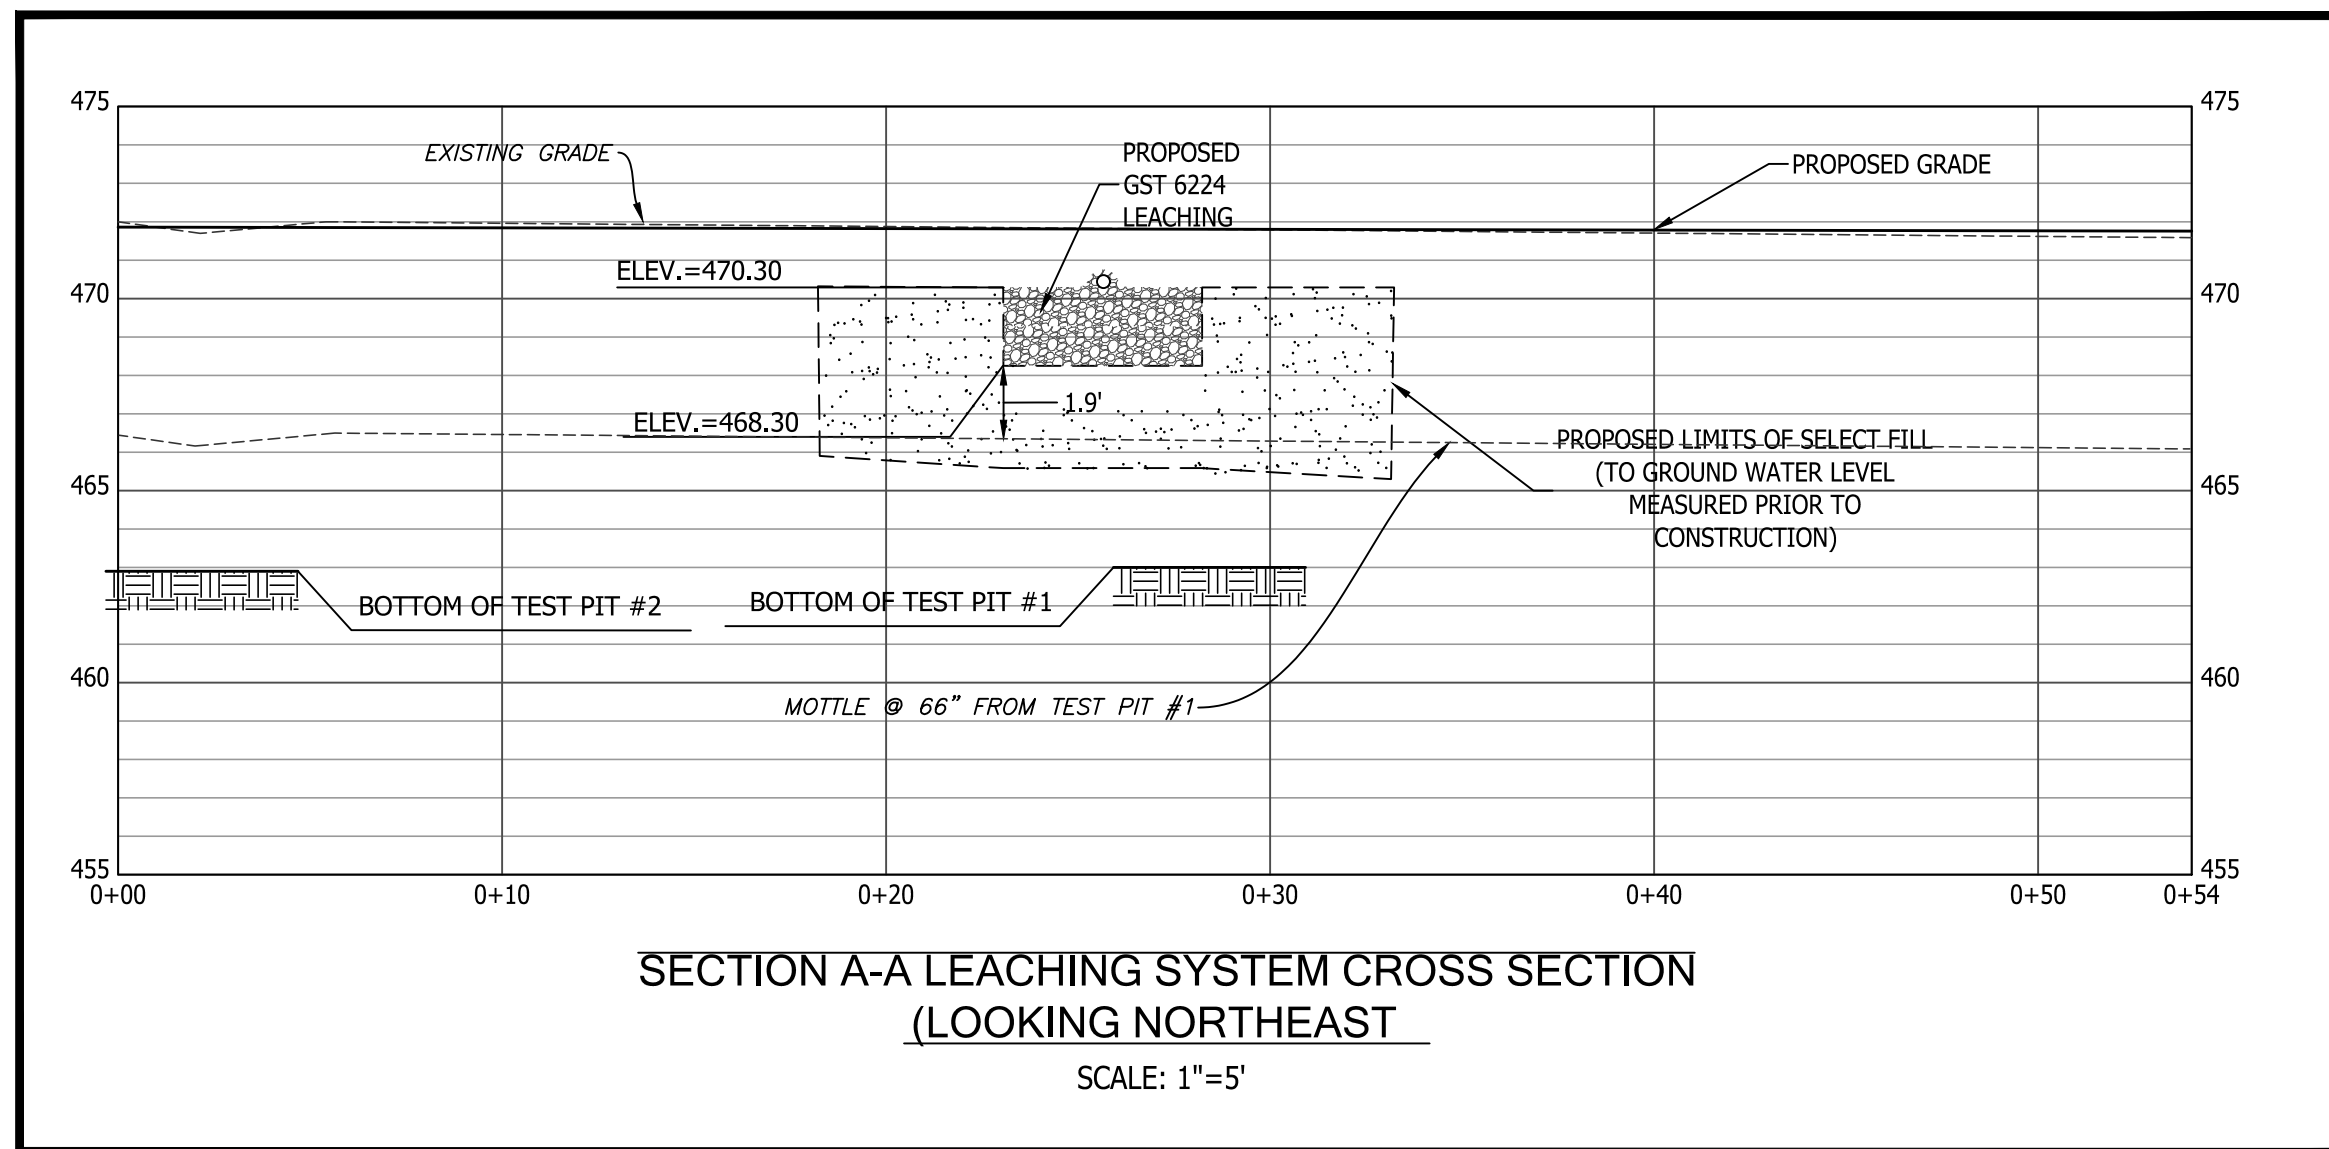 475
475
EXISTING GRADE
PROPOSED
GST 6224
LEACHING
PROPOSED GRADE
ELEV.=470.30
470
470
ELEV.=468.30
1.9'
PROPOSED LIMITS OF SELECT FILL
(TO GROUND WATER LEVEL
MEASURED PRIOR TO
CONSTRUCTION)
465
465
BOTTOM OF TEST PIT #2
BOTTOM OF TEST PIT #1
460
460
MOTTLE @ 66” FROM TEST PIT #1
455
455
0+00
0+10
0+20
0+30
0+40
0+50
0+54
SECTION A-A LEACHING SYSTEM CROSS SECTION
(LOOKING NORTHEAST
SCALE: 1"=5'